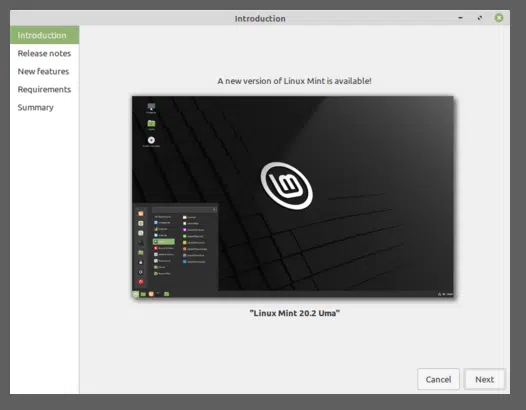 Introduction
Introduction
Release notes
New features
Requirements
Summary
A new version of Linux Mint is available!
"Linux Mint 20.2 Uma"
Cancel
Next